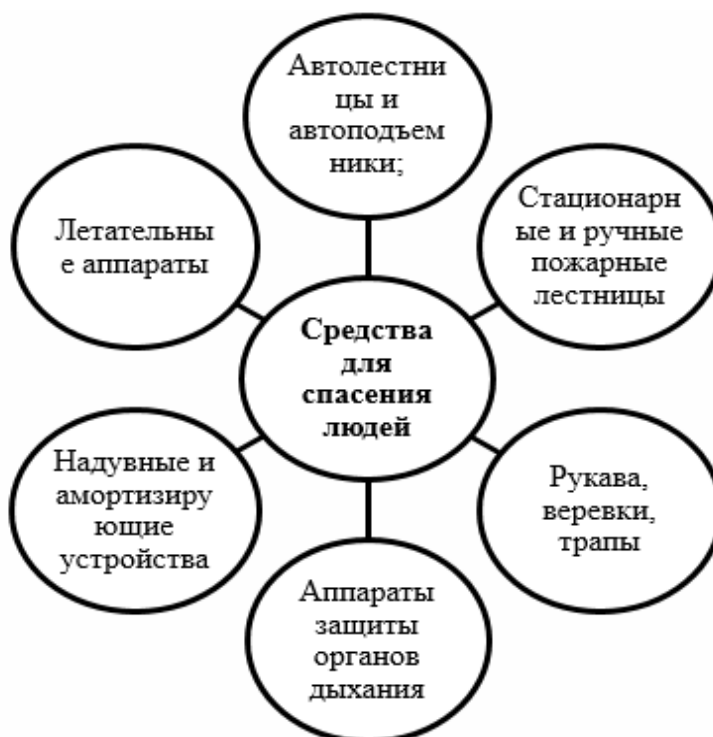 Автолестни
цы и
автоподъем
ники;
Стационарн
ые и ручные
пожарные
лестницы
Рукава,
веревки,
трапы
Аппараты
защиты
органов
дыхания
Надувные и
амортизиру
ющие
устройства
Летательны
е аппараты
Средства
для
спасения
людей